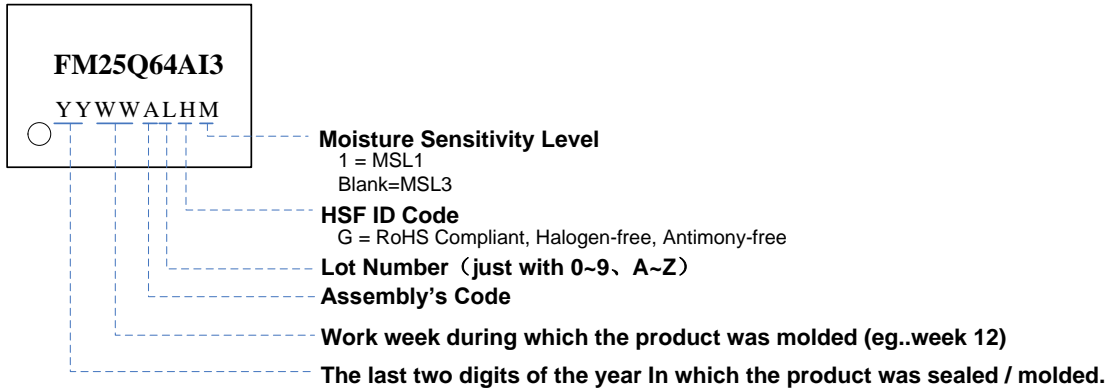 FM25Q64AI3
YYWWALHM
Moisture Sensitivity Level
1 = MSL1
Blank=MSL3
HSF ID Code
G = RoHS Compliant, Halogen-free, Antimony-free
Lot Number（just with 0~9、A~Z）
Assembly's Code
Work week during which the product was molded (eg..week 12)
The last two digits of the year In which the product was sealed / molded.